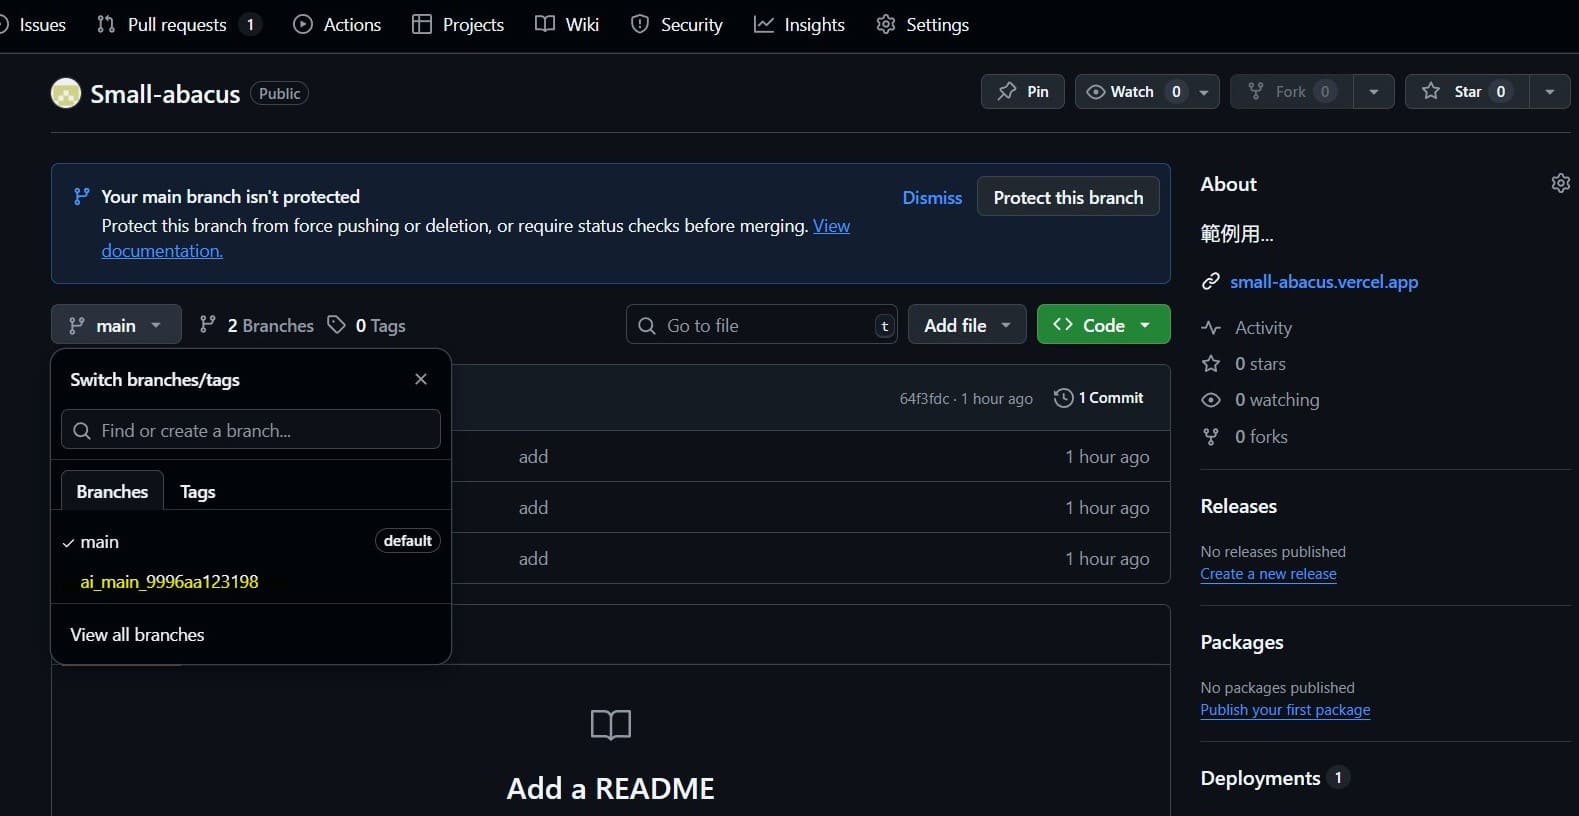 Issues Pull requests 1 Actions Projects Wiki Security Insights Settings
Small-abacus Public Pin Watch 0 Fork 0 Star 0
Your main branch isn't protected
Protect this branch from force pushing or deletion, or require status checks before merging. View
documentation.
Dismiss Protect this branch
main 2 Branches 0 Tags Go to file t Add file <> Code
Switch branches/tags
Find or create a branch...
Branches Tags
main default
ai_main_9996aa123198
View all branches
64f3fdc · 1 hour ago 1 Commit
add 1 hour ago
add 1 hour ago
add 1 hour ago
Add a README
About
範例用...
small-abacus.vercel.app
Activity
0 stars
0 watching
0 forks
Releases
No releases published
Create a new release
Packages
No packages published
Publish your first package
Deployments 1